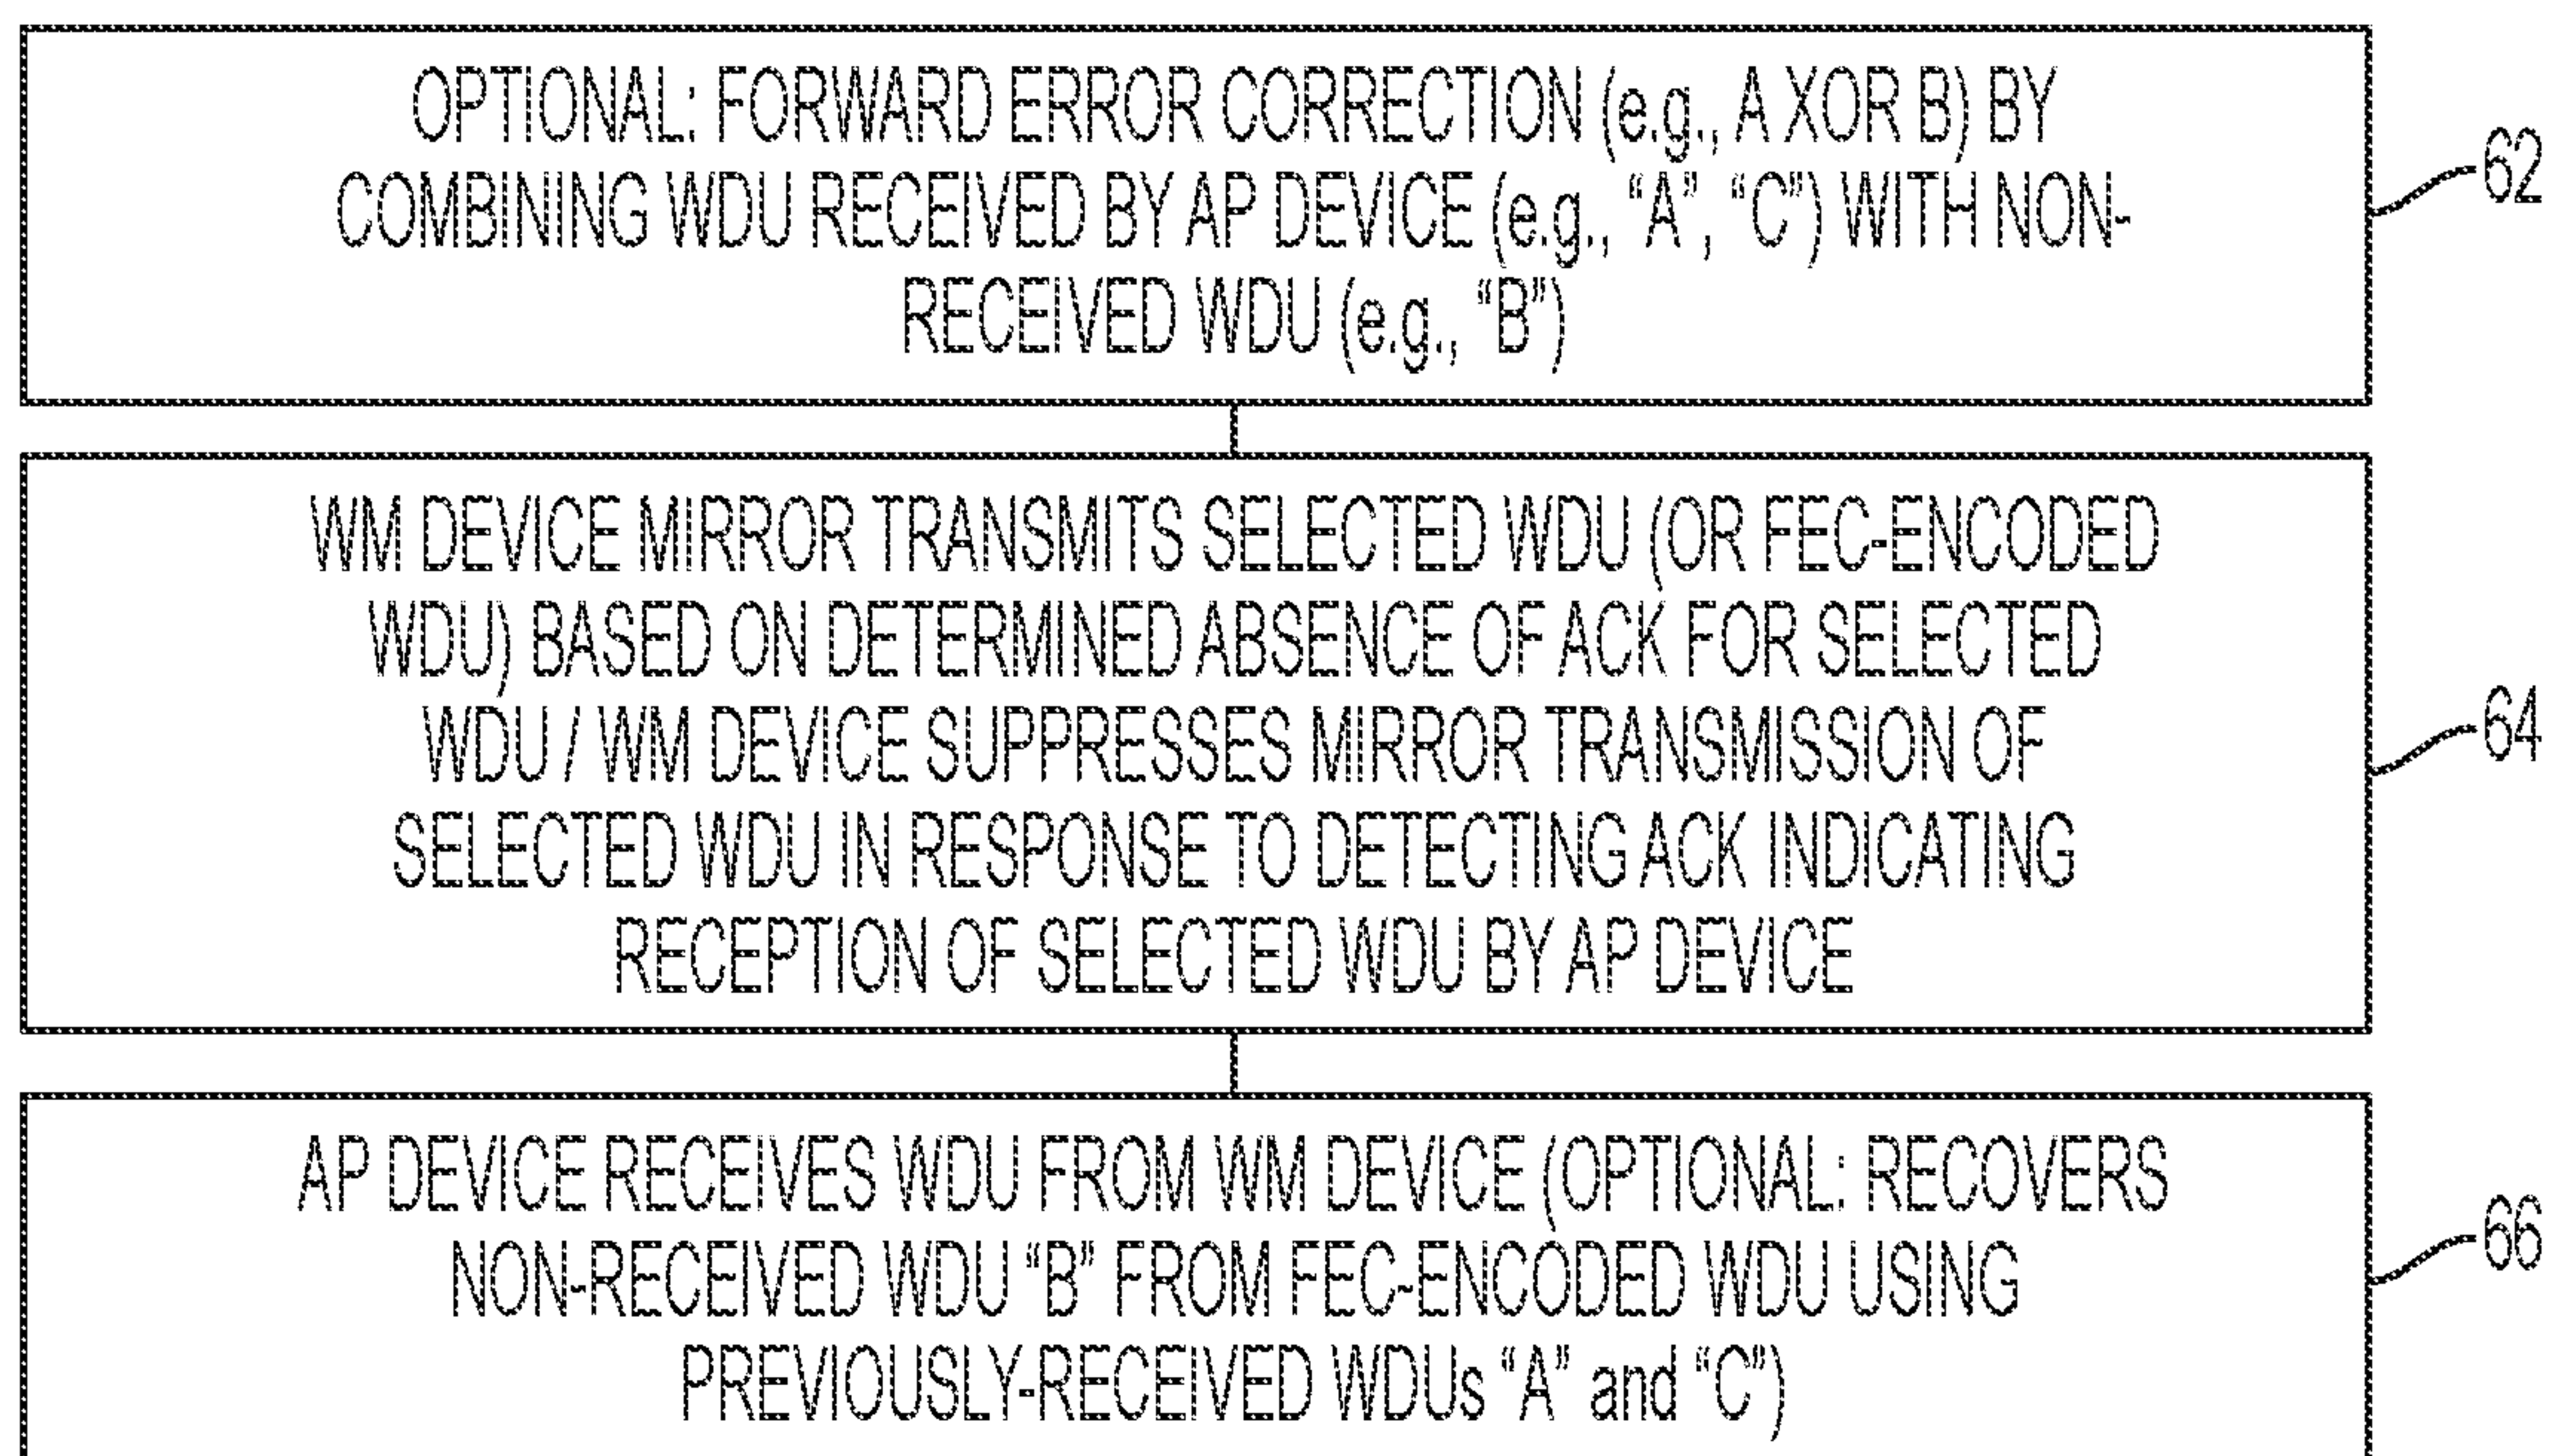 OPTIONAL: FORWARD ERROR CORRECTION (e.g., A XOR B) BY
COMBINING WDU RECEIVED BY AP DEVICE (e.g., “A”, “C”) WITH NON-
RECEIVED WDU (e.g., “B”)
62
WM DEVICE MIRROR TRANSMITS SELECTED WDU (OR FEC-ENCODED
WDU) BASED ON DETERMINED ABSENCE OF ACK FOR SELECTED
WDU / WM DEVICE SUPPRESSES MIRROR TRANSMISSION OF
SELECTED WDU IN RESPONSE TO DETECTING ACK INDICATING
RECEPTION OF SELECTED WDU BY AP DEVICE
64
AP DEVICE RECEIVES WDU FROM WM DEVICE (OPTIONAL: RECOVERS
NON-RECEIVED WDU “B” FROM FEC-ENCODED WDU USING
PREVIOUSLY-RECEIVED WDUs “A” and “C”)
66